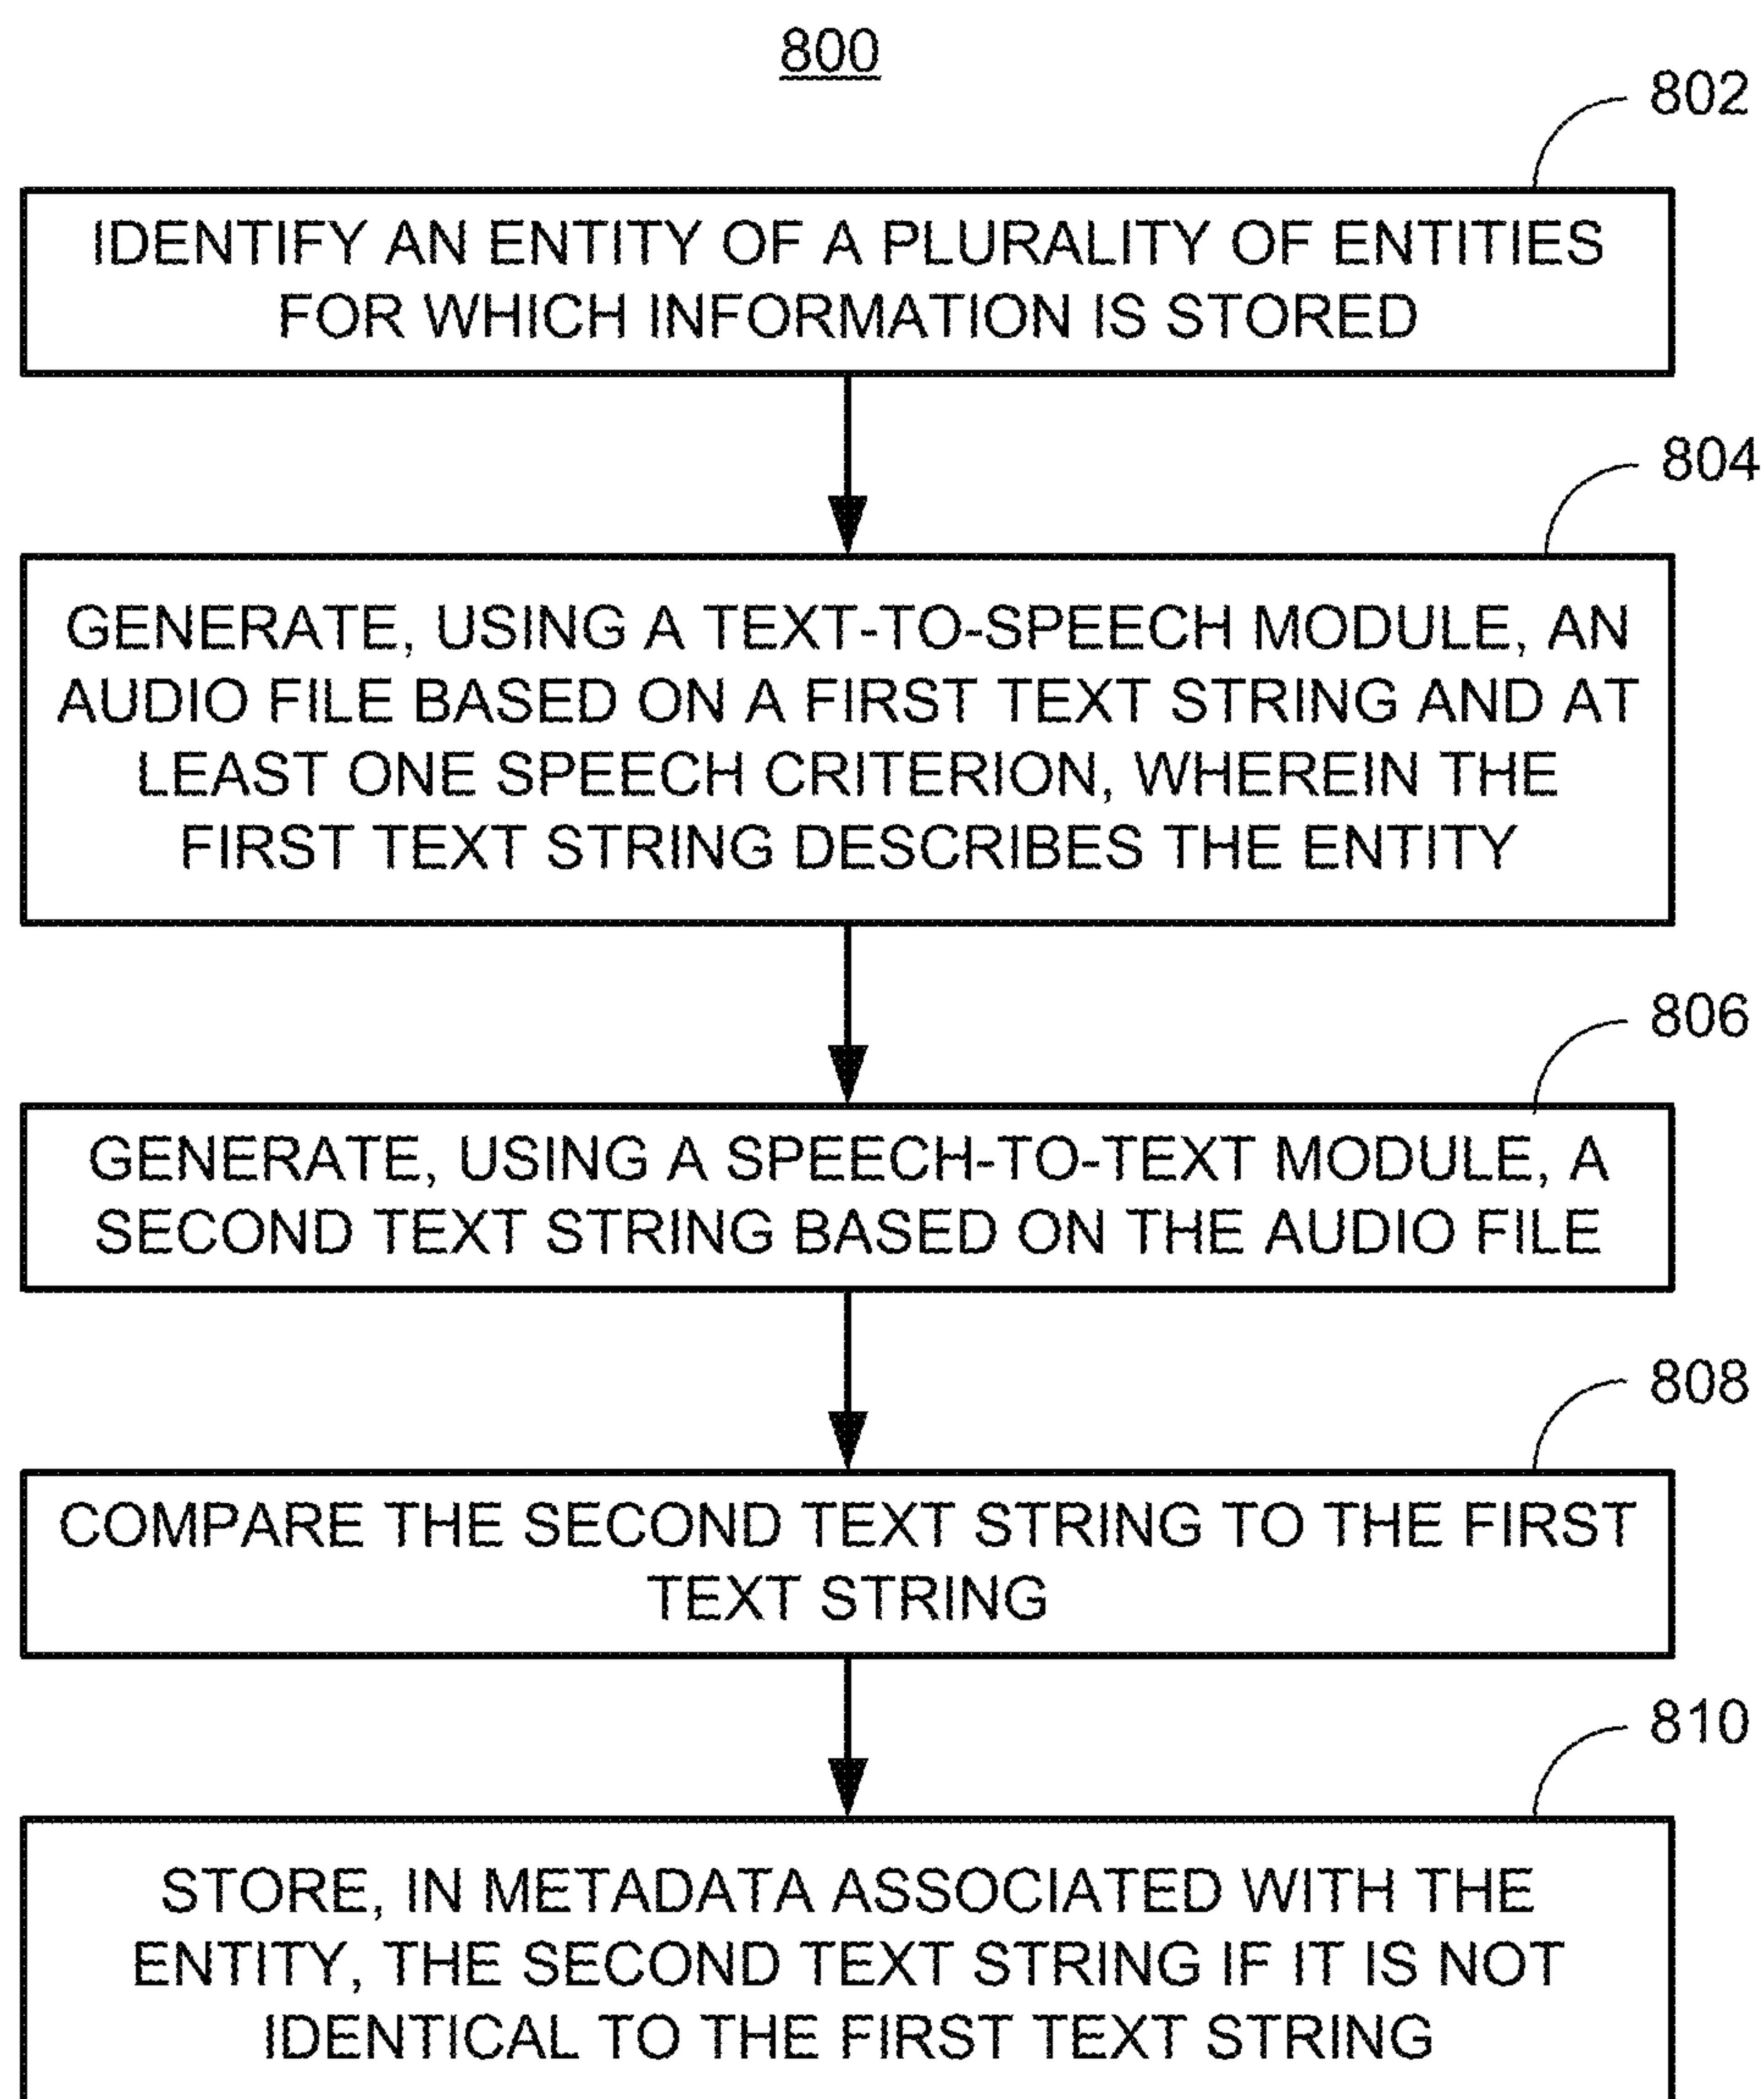 800
802
IDENTIFY AN ENTITY OF A PLURALITY OF ENTITIES
FOR WHICH INFORMATION IS STORED
804
GENERATE, USING A TEXT-TO-SPEECH MODULE, AN
AUDIO FILE BASED ON A FIRST TEXT STRING AND AT
LEAST ONE SPEECH CRITERION, WHEREIN THE
FIRST TEXT STRING DESCRIBES THE ENTITY
806
GENERATE, USING A SPEECH-TO-TEXT MODULE, A
SECOND TEXT STRING BASED ON THE AUDIO FILE
808
COMPARE THE SECOND TEXT STRING TO THE FIRST
TEXT STRING
810
STORE, IN METADATA ASSOCIATED WITH THE
ENTITY, THE SECOND TEXT STRING IF IT IS NOT
IDENTICAL TO THE FIRST TEXT STRING